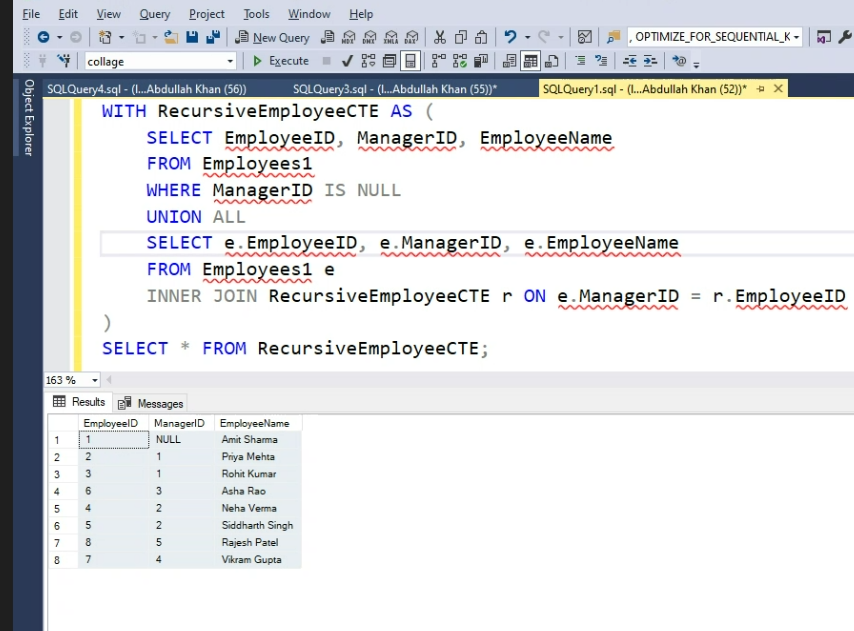 File Edit View Query Project Tools Window Help
New Query MDX DMX XMLA DAX , OPTIMIZE_FOR_SEQUENTIAL_K
collage Execute
SQLQuery4.sql - (l...Abdullah Khan (56))* SQLQuery3.sql - (l...Abdullah Khan (55))* SQLQuery1.sql - (l...Abdullah Khan (52))*
Object Explorer
WITH RecursiveEmployeeCTE AS (
SELECT EmployeeID, ManagerID, EmployeeName
FROM Employees1
WHERE ManagerID IS NULL
UNION ALL
SELECT e.EmployeeID, e.ManagerID, e.EmployeeName
FROM Employees1 e
INNER JOIN RecursiveEmployeeCTE r ON e.ManagerID = r.EmployeeID
)
SELECT * FROM RecursiveEmployeeCTE;
163 %
Results Messages
EmployeeID ManagerID EmployeeName
1 1 NULL Amit Sharma
2 2 1 Priya Mehta
3 3 1 Rohit Kumar
4 6 3 Asha Rao
5 4 2 Neha Verma
6 5 2 Siddharth Singh
7 8 5 Rajesh Patel
8 7 4 Vikram Gupta